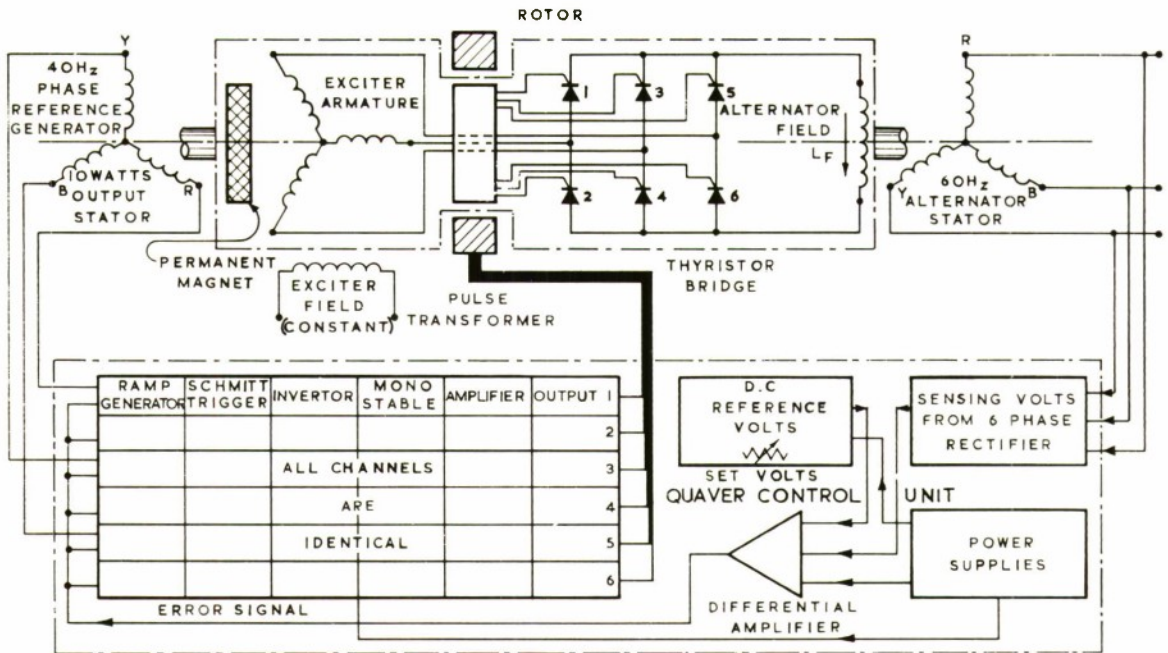 ROTOR
Y
40Hz
PHASE
REFERENCE
GENERATOR
10WATTS
OUTPUT
STATOR
B
R
EXCITER
ARMATURE
PERMANENT
MAGNET
EXCITER
FIELD
(CONSTANT)
PULSE
TRANSFORMER
1
3
5
2
4
6
ALTERNATOR
FIELD
LF
THYRISTOR
BRIDGE
R
Y
B
60Hz
ALTERNATOR
STATOR
RAMP GENERATOR
SCHMITT TRIGGER
INVERTOR
MONO STABLE
AMPLIFIER
OUTPUT 1
2
ALL CHANNELS
3
ARE
4
IDENTICAL
5
6
ERROR SIGNAL
D.C
REFERENCE
VOLTS
SET VOLTS
SENSING VOLTS
FROM 6 PHASE
RECTIFIER
QUAVER CONTROL UNIT
POWER
SUPPLIES
DIFFERENTIAL
AMPLIFIER